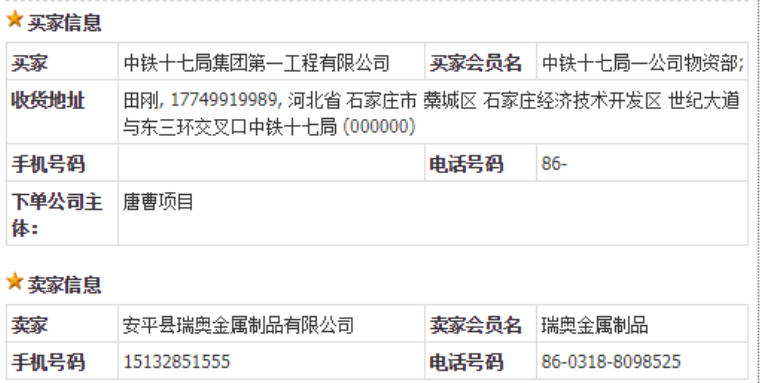 买家信息
买家 中铁十七局集团第一工程有限公司 买家会员名 中铁十七局一公司物资部;
收货地址 田刚, 17749919989, 河北省 石家庄市 藁城区 石家庄经济技术开发区 世纪大道
与东三环交叉口中铁十七局 (000000)
手机号码 电话号码 86-
下单公司主 唐曹项目
体:
卖家信息
卖家 安平县瑞奥金属制品有限公司 卖家会员名 瑞奥金属制品
手机号码 15132851555 电话号码 86-0318-8098525